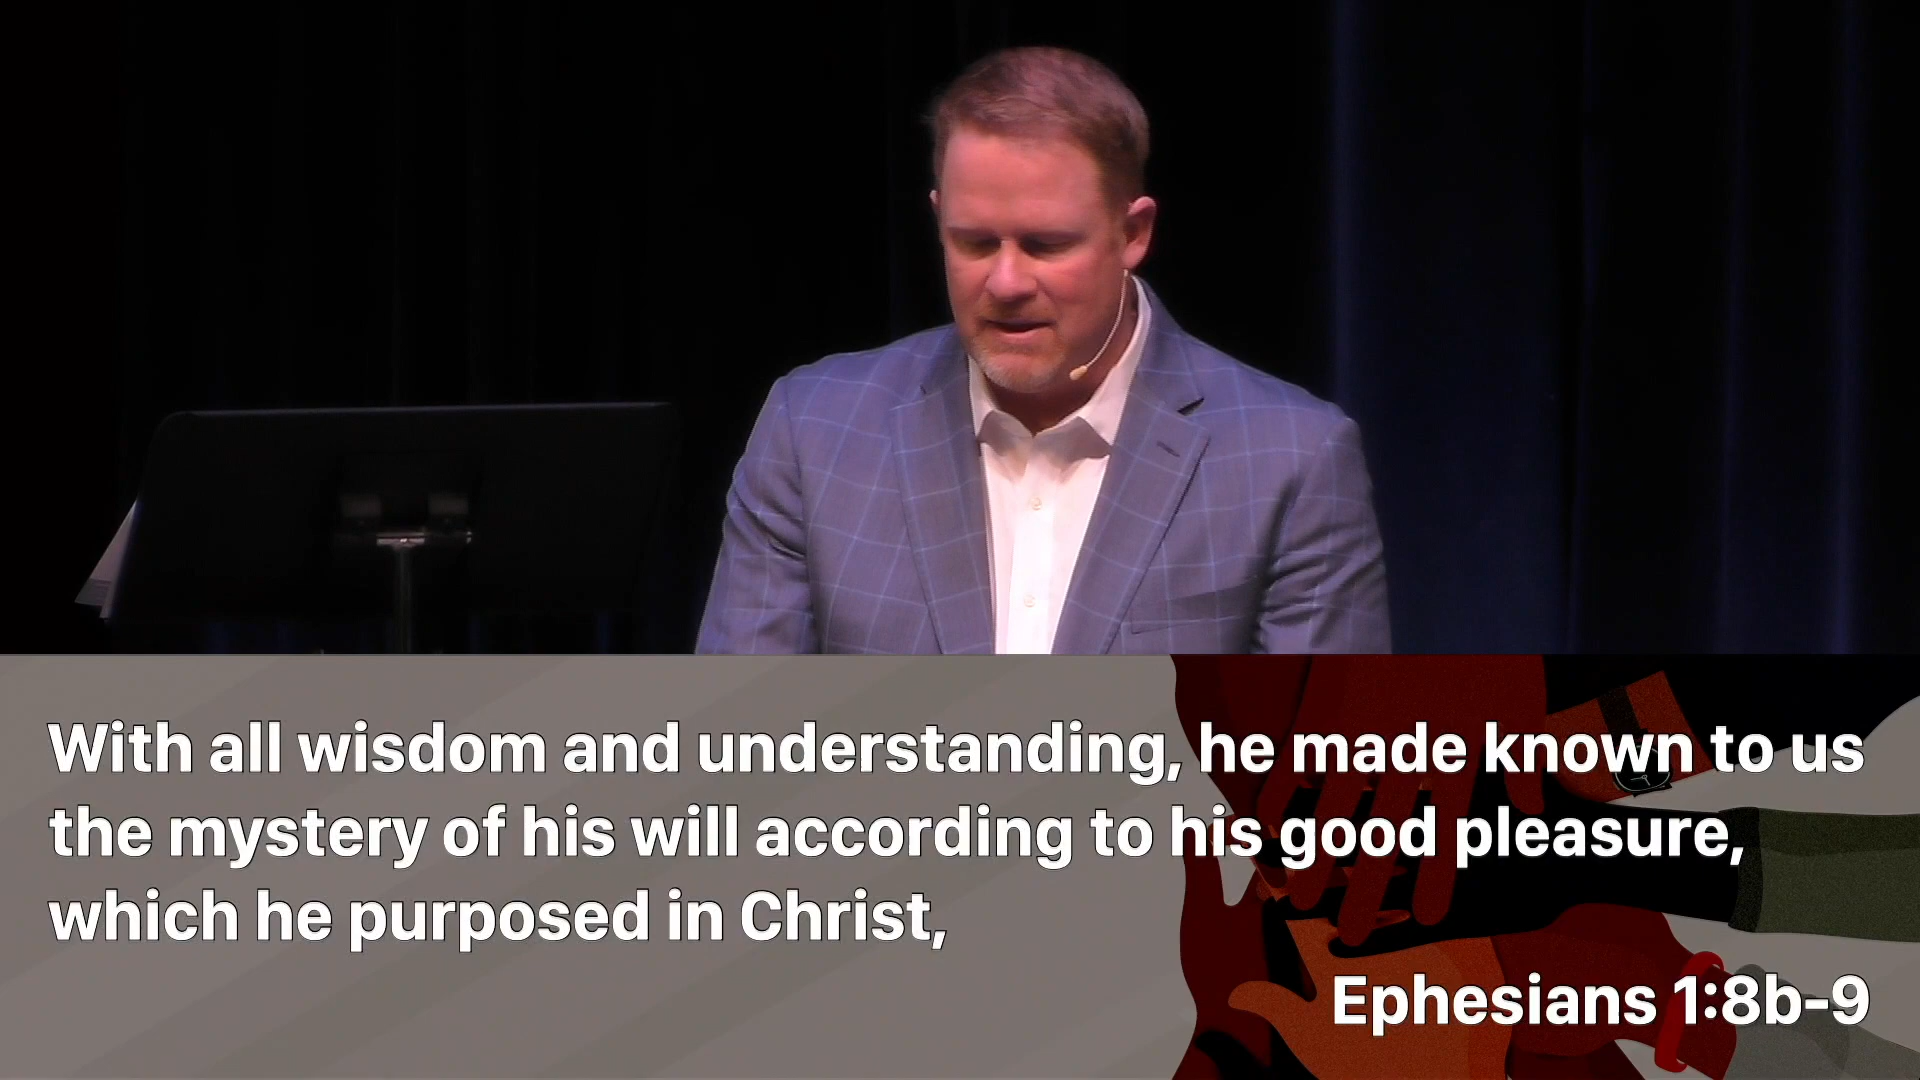 With all wisdom and understanding, he made known to us
the mystery of his will according to his good pleasure,
which he purposed in Christ,
Ephesians 1:8b-9